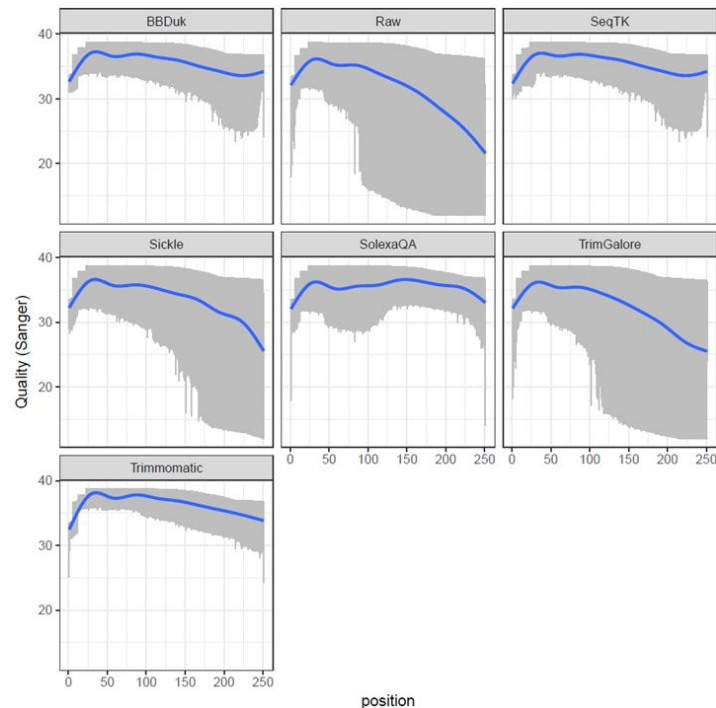 BBDuk Raw SeqTK
40
30
20
Sickle SolexaQA TrimGalore
40
30
20
0 50 100 150 200 250 0 50 100 150 200 250
Trimmomatic
40
30
20
0 50 100 150 200 250
Quality (Sanger)
position